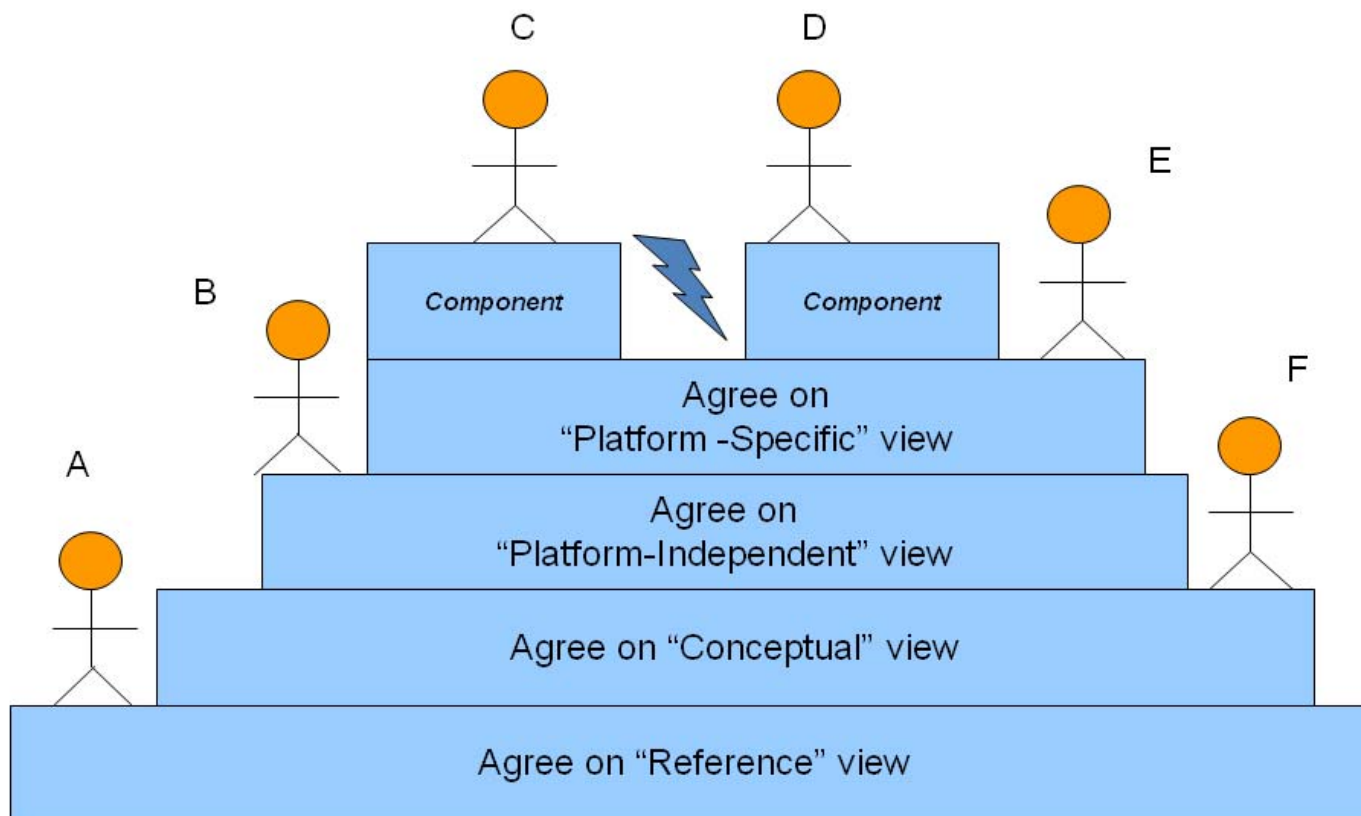 C
D
E
B
Component
Component
F
Agree on
“Platform -Specific” view
A
Agree on
“Platform-Independent” view
Agree on “Conceptual” view
Agree on “Reference” view